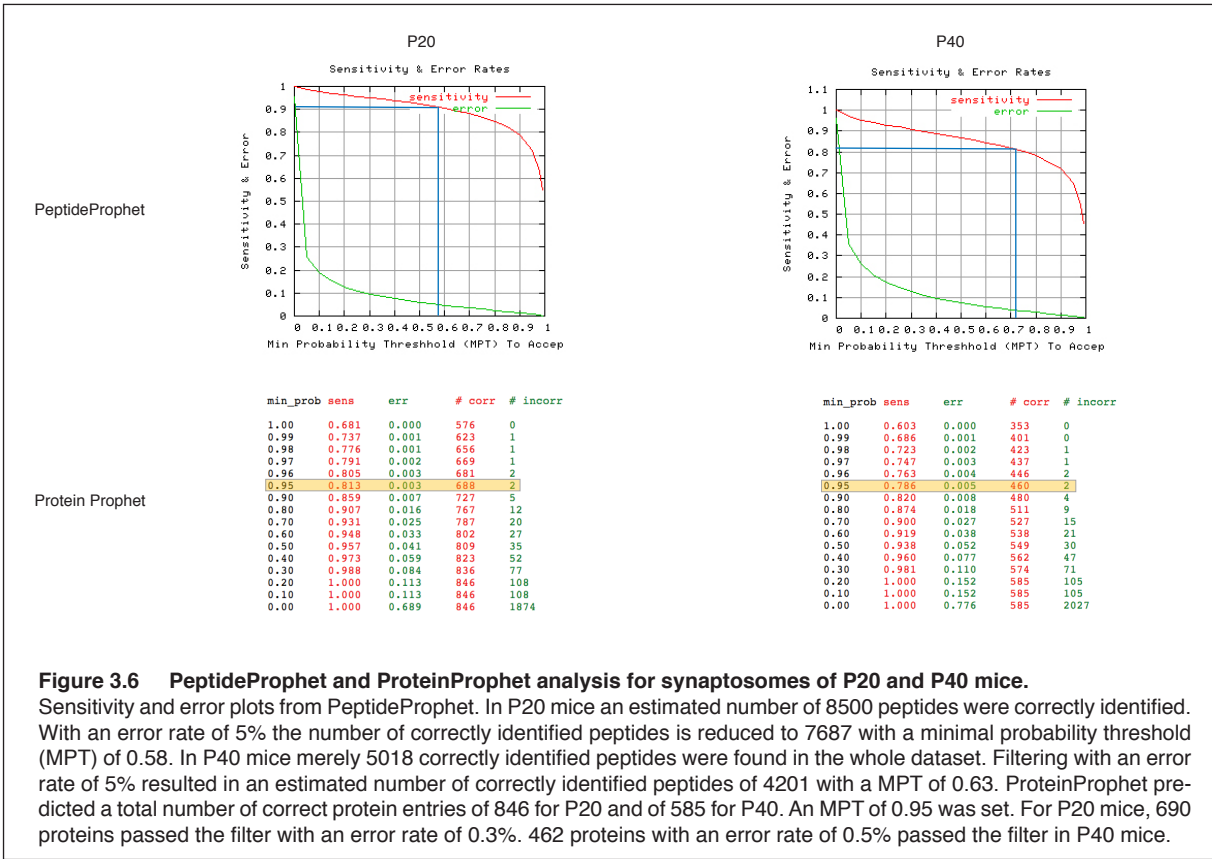 P20
P40
Sensitivity & Error Rates
Sensitivity & Error Rates
PeptideProphet
Sensitivity & Error
1
0.9
0.8
0.7
0.6
0.5
0.4
0.3
0.2
0.1
0
sensitivity
error
0 0.1 0.2 0.3 0.4 0.5 0.6 0.7 0.8 0.9 1
Min Probability Threshhold (MPT) To Accep
Sensitivity & Error
1.1
1
0.9
0.8
0.7
0.6
0.5
0.4
0.3
0.2
0.1
0
sensitivity
error
0 0.1 0.2 0.3 0.4 0.5 0.6 0.7 0.8 0.9 1
Min Probability Threshhold (MPT) To Accep
Protein Prophet
min_prob sens err # corr # incorr
1.00 0.681 0.000 576 0
0.99 0.737 0.001 623 1
0.98 0.776 0.001 656 1
0.97 0.791 0.002 669 1
0.96 0.805 0.003 681 2
0.95 0.813 0.003 688 2
0.90 0.859 0.007 727 5
0.80 0.907 0.016 767 12
0.70 0.931 0.025 787 20
0.60 0.948 0.033 802 27
0.50 0.957 0.041 809 35
0.40 0.973 0.059 823 52
0.30 0.988 0.084 836 77
0.20 1.000 0.113 846 108
0.10 1.000 0.113 846 108
0.00 1.000 0.689 846 1874
min_prob sens err # corr # incorr
1.00 0.603 0.000 353 0
0.99 0.686 0.001 401 0
0.98 0.723 0.002 423 1
0.97 0.747 0.003 437 1
0.96 0.763 0.004 446 2
0.95 0.786 0.005 460 2
0.90 0.820 0.008 480 4
0.80 0.874 0.018 511 9
0.70 0.900 0.027 527 15
0.60 0.919 0.038 538 21
0.50 0.938 0.052 549 30
0.40 0.960 0.077 562 47
0.30 0.981 0.110 574 71
0.20 1.000 0.152 585 105
0.10 1.000 0.152 585 105
0.00 1.000 0.776 585 2027
Figure 3.6 PeptideProphet and ProteinProphet analysis for synaptosomes of P20 and P40 mice.
Sensitivity and error plots from PeptideProphet. In P20 mice an estimated number of 8500 peptides were correctly identified.
With an error rate of 5% the number of correctly identified peptides is reduced to 7687 with a minimal probability threshold
(MPT) of 0.58. In P40 mice merely 5018 correctly identified peptides were found in the whole dataset. Filtering with an error
rate of 5% resulted in an estimated number of correctly identified peptides of 4201 with a MPT of 0.63. ProteinProphet pre-
dicted a total number of correct protein entries of 846 for P20 and of 585 for P40. An MPT of 0.95 was set. For P20 mice, 690
proteins passed the filter with an error rate of 0.3%. 462 proteins with an error rate of 0.5% passed the filter in P40 mice.